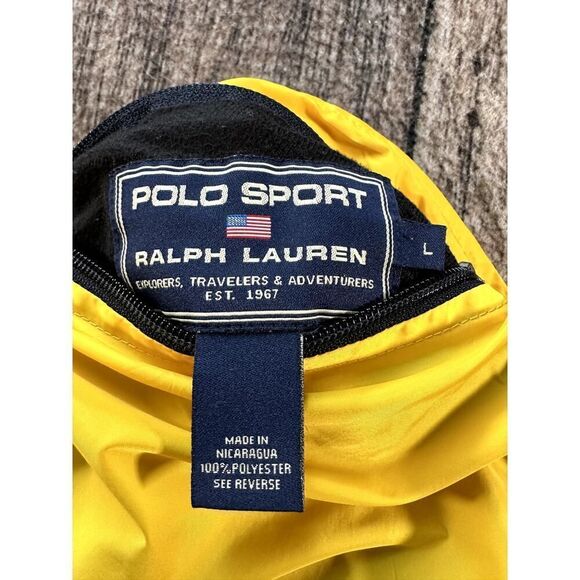 POLO SPORT
RALPH LAUREN
EXPLORERS, TRAVELERS & ADVENTURERS
EST. 1967
L
MADE IN
NICARAGUA
100% POLYESTER
SEE REVERSE